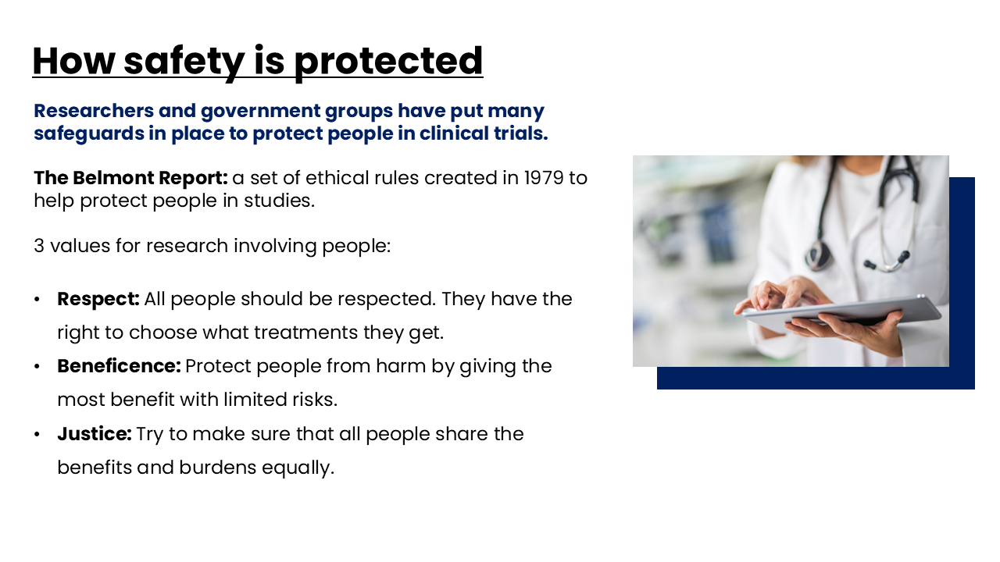 How safety is protected
Researchers and government groups have put many
safeguards in place to protect people in clinical trials.
The Belmont Report: a set of ethical rules created in 1979 to
help protect people in studies.
3 values for research involving people:
• Respect: All people should be respected. They have the
right to choose what treatments they get.
• Beneficence: Protect people from harm by giving the
most benefit with limited risks.
• Justice: Try to make sure that all people share the
benefits and burdens equally.